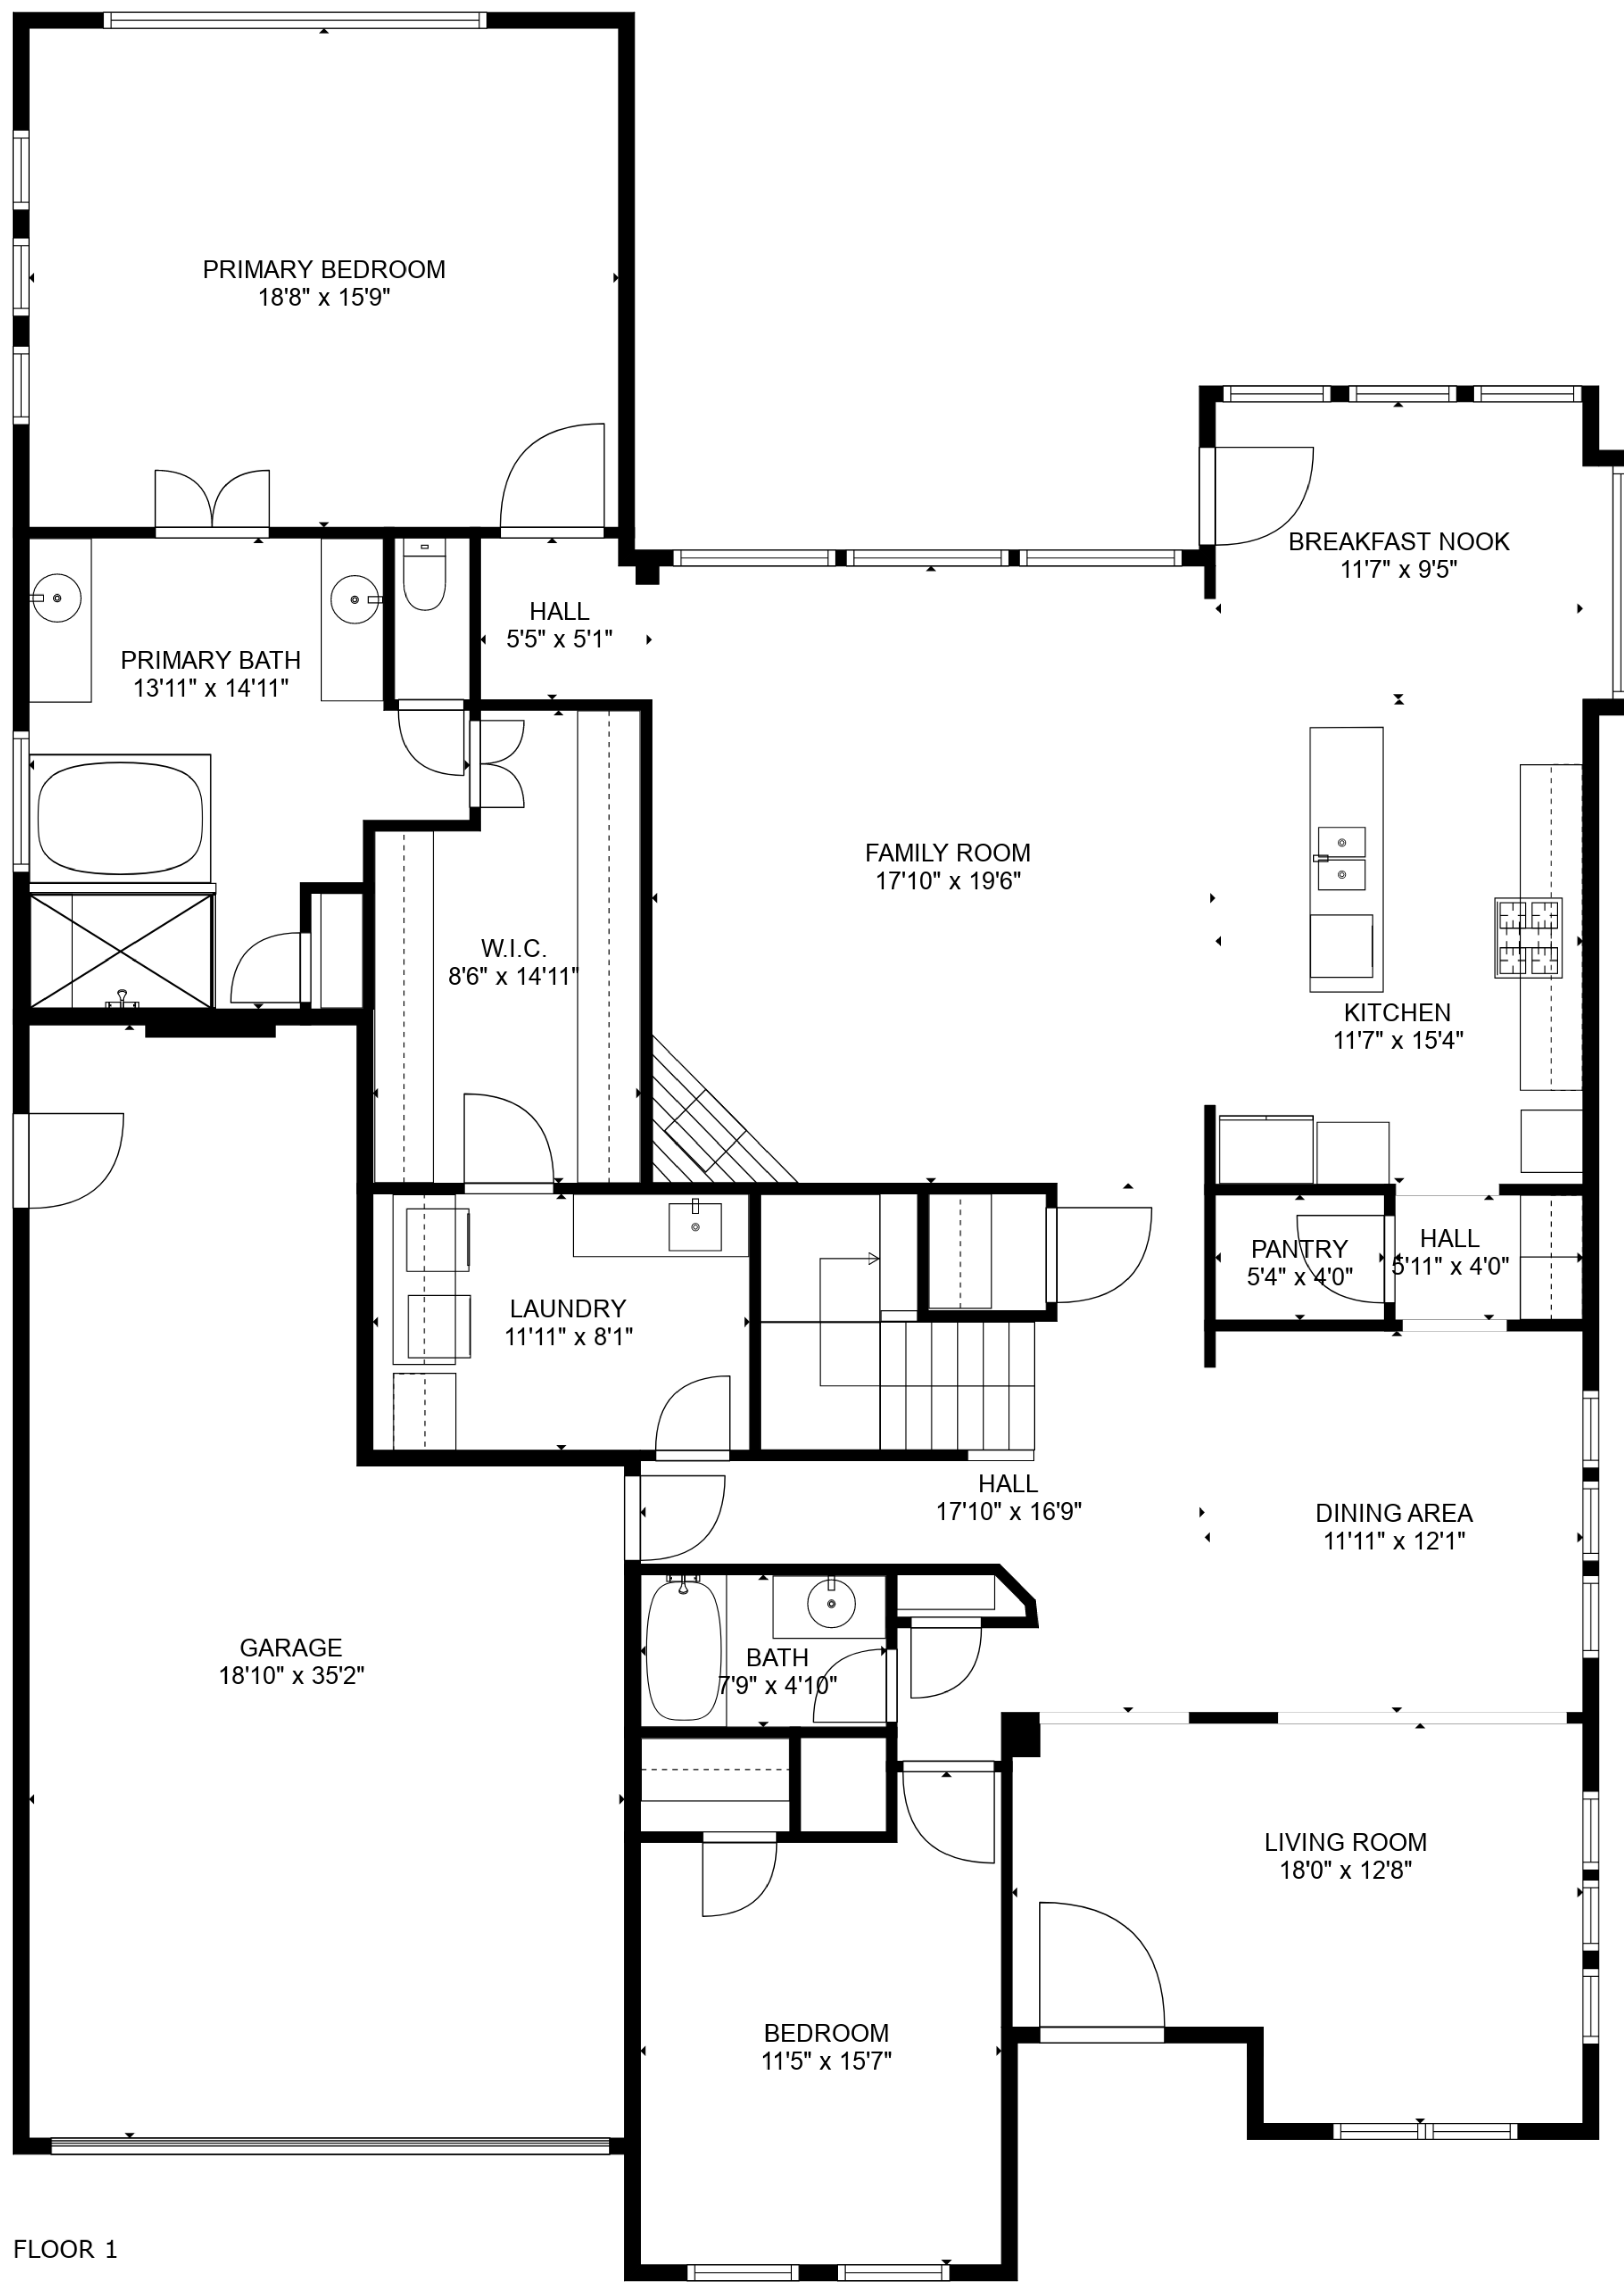 PRIMARY BEDROOM
18'8" x 15'9"
BREAKFAST NOOK
11'7" x 9'5"
HALL
5'5" x 5'1"
PRIMARY BATH
13'11" x 14'11"
FAMILY ROOM
17'10" x 19'6"
W.I.C.
8'6" x 14'11"
KITCHEN
11'7" x 15'4"
PANTRY
5'4" x 4'0"
HALL
5'11" x 4'0"
LAUNDRY
11'11" x 8'1"
HALL
17'10" x 16'9"
DINING AREA
11'11" x 12'1"
GARAGE
18'10" x 35'2"
BATH
7'9" x 4'10"
LIVING ROOM
18'0" x 12'8"
BEDROOM
11'5" x 15'7"
FLOOR 1